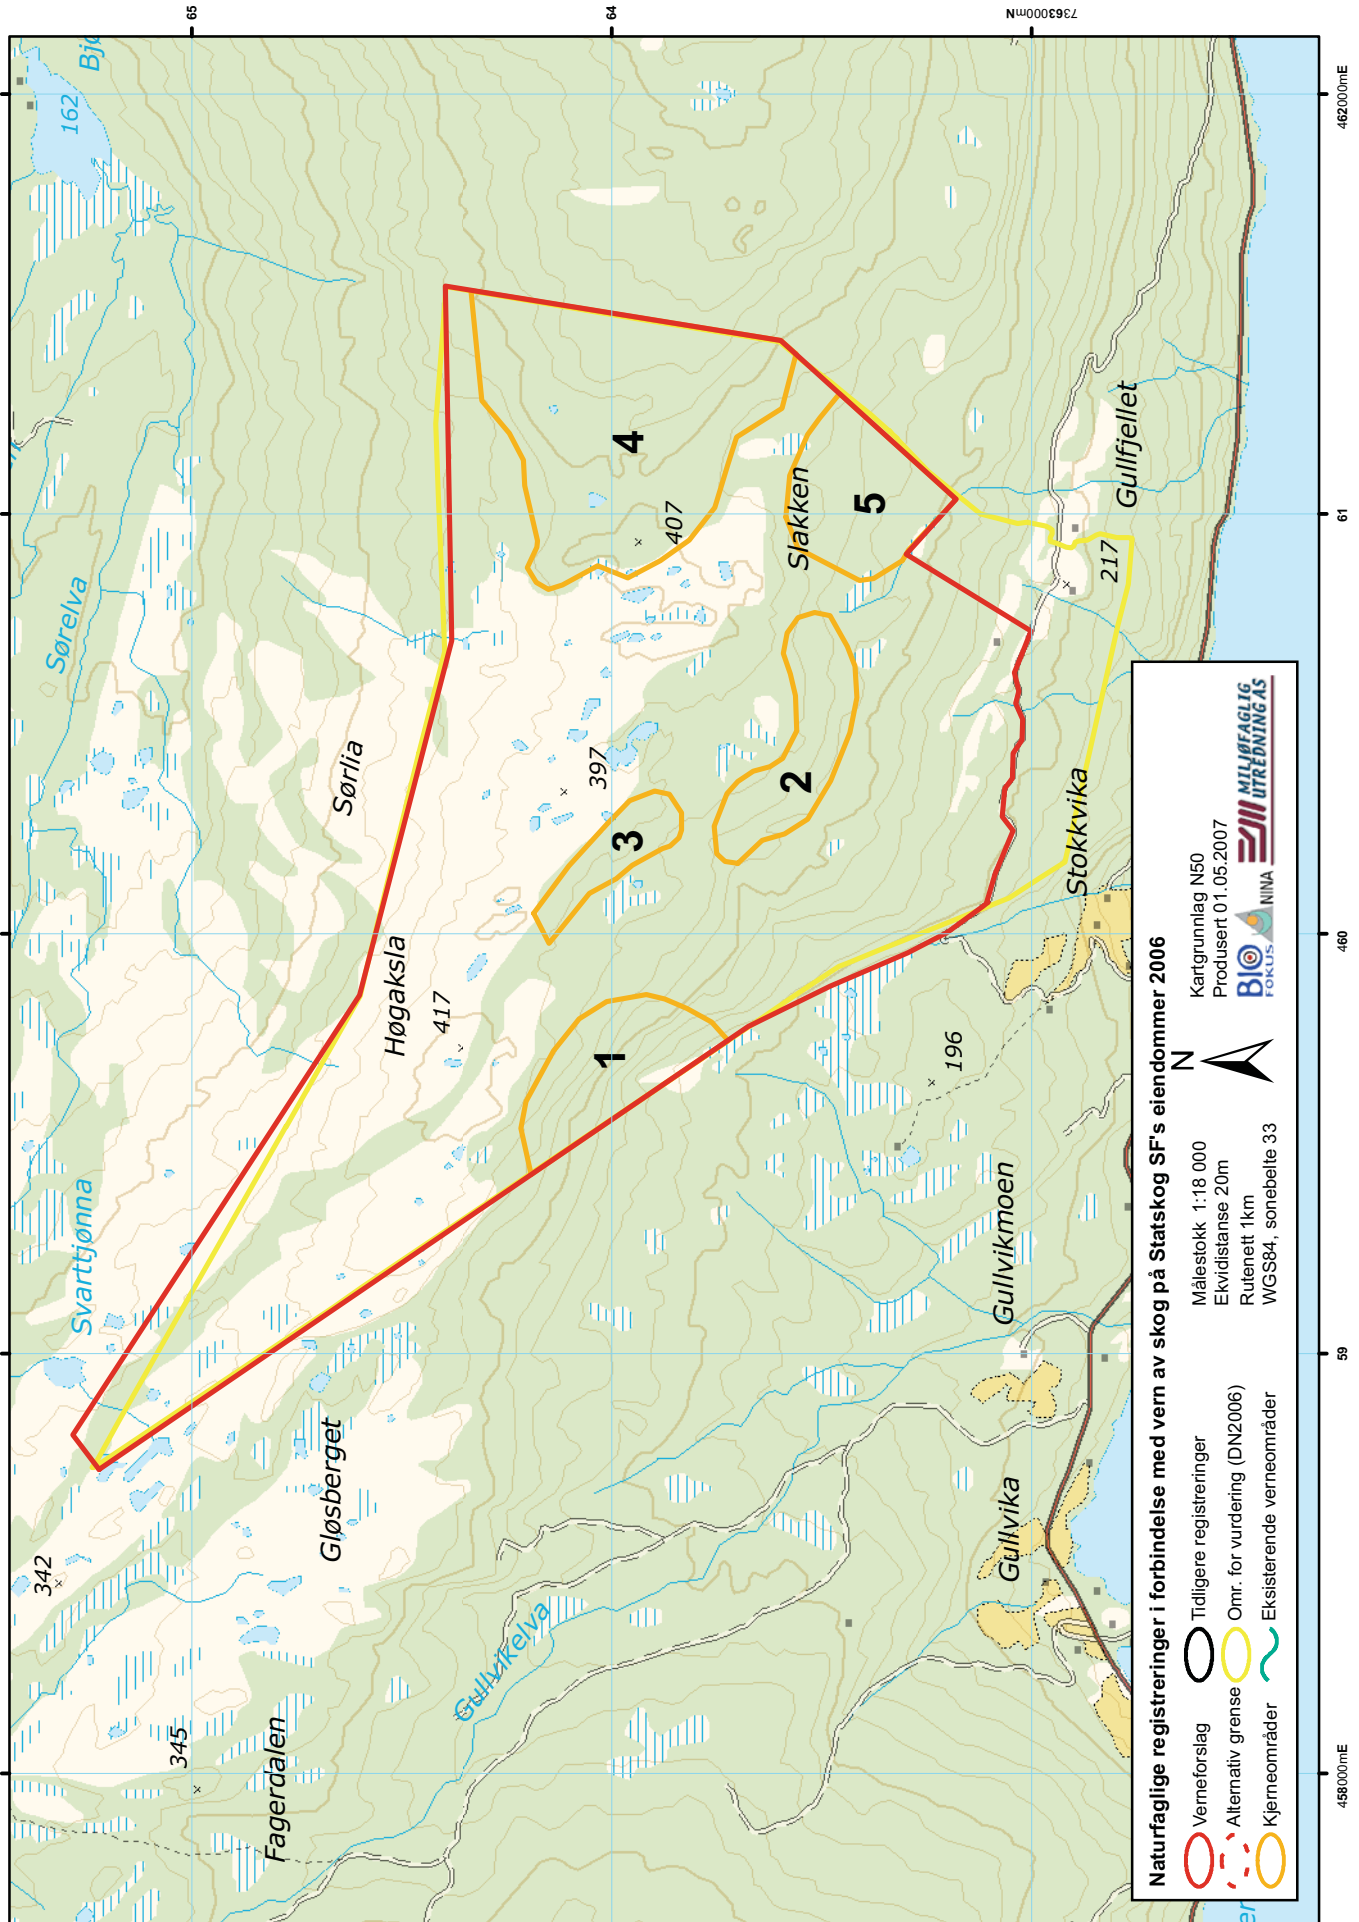 162
Bjø
Sørelva
Svarttjønna
342
345
Fagerdalen
Gløsberget
Sørlia
Høgaksla
417
397
407
Slakken
1
2
3
4
5
Gullfjellet
217
Stokkvika
196
Gullvikmoen
Gullvika
Gullvikelva
65
64
7363000mN
458000mE
59
460
61
462000mE
Naturfaglige registreringer i forbindelse med vern av skog på Statskog SF's eiendommer 2006
Verneforslag
Alternativ grense
Kjerneområder
Tidligere registreringer
Omr. for vurdering (DN2006)
Eksisterende verneområder
Målestokk 1:18 000
Ekvidistanse 20m
Rutenett 1km
WGS84, sonebelte 33
N
Kartgrunnlag N50
Produsert 01.05.2007
BIO
FOKUS
NINA
MILJØFAGLIG
UTREDNING AS
er